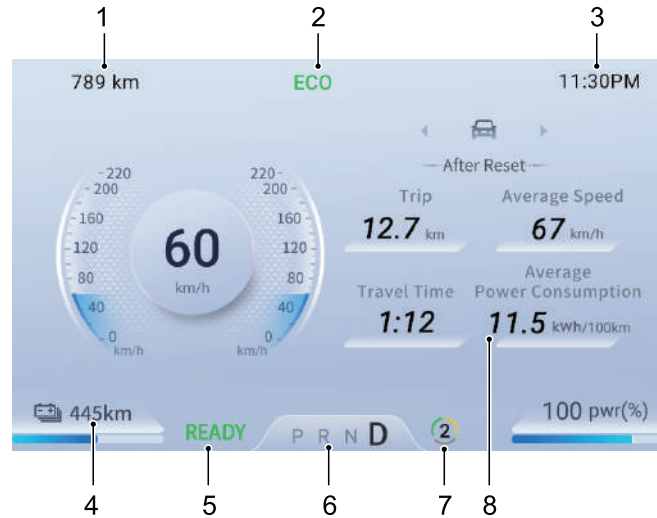 1
2
3
789 km
ECO
11:30PM
After Reset
Trip
Average Speed
12.7 km
67 km/h
Travel Time
Average
Power Consumption
1:12
11.5 kWh/100km
220
200
160
120
80
40
0
km/h
60
km/h
220
200
160
120
80
40
0
km/h
445km
READY
P R N D
2
100 pwr(%)
4
5
6
7
8